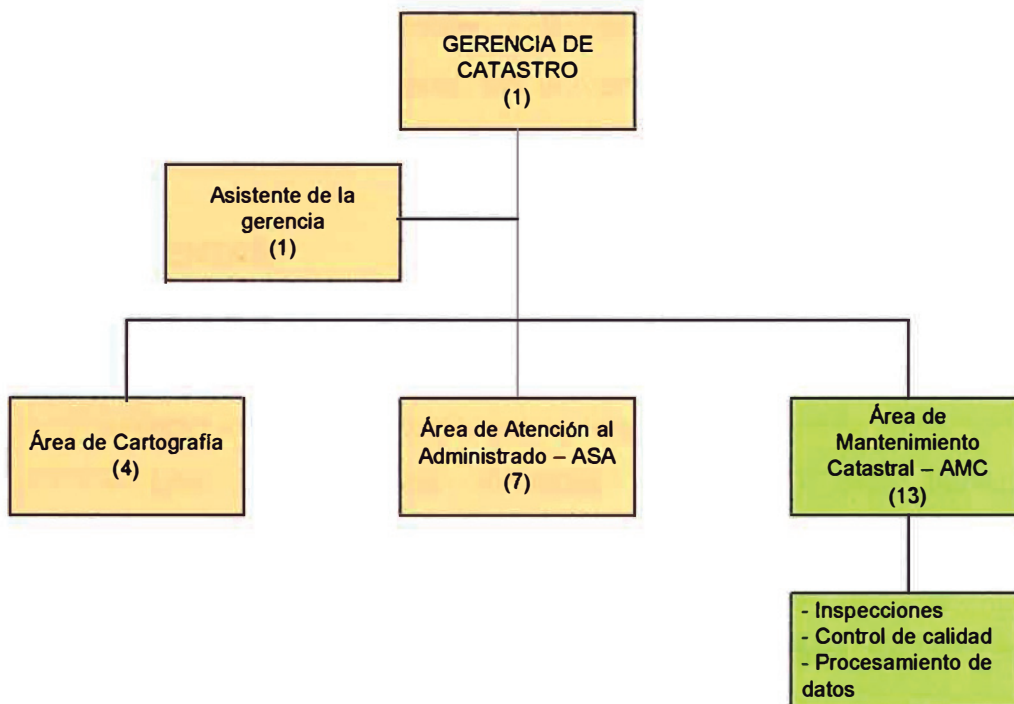 GERENCIA DE
CATASTRO
(1)
Asistente de la
gerencia
(1)
Área de Cartografía
(4)
Área de Atención al
Administrado – ASA
(7)
Área de
Mantenimiento
Catastral – AMC
(13)
- Inspecciones
- Control de calidad
- Procesamiento de
datos